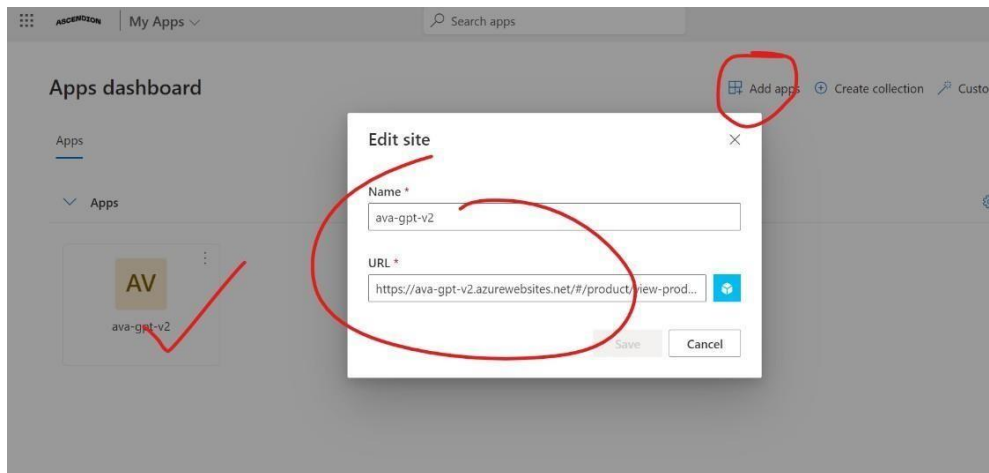 ASCENDION My Apps Search apps
Apps dashboard
Add apps Create collection Custo
Apps
Apps
AV
ava-gpt-v2
Edit site
Name *
ava-gpt-v2
URL *
https://ava-gpt-v2.azurewebsites.net/#/product/view-prod...
Save Cancel